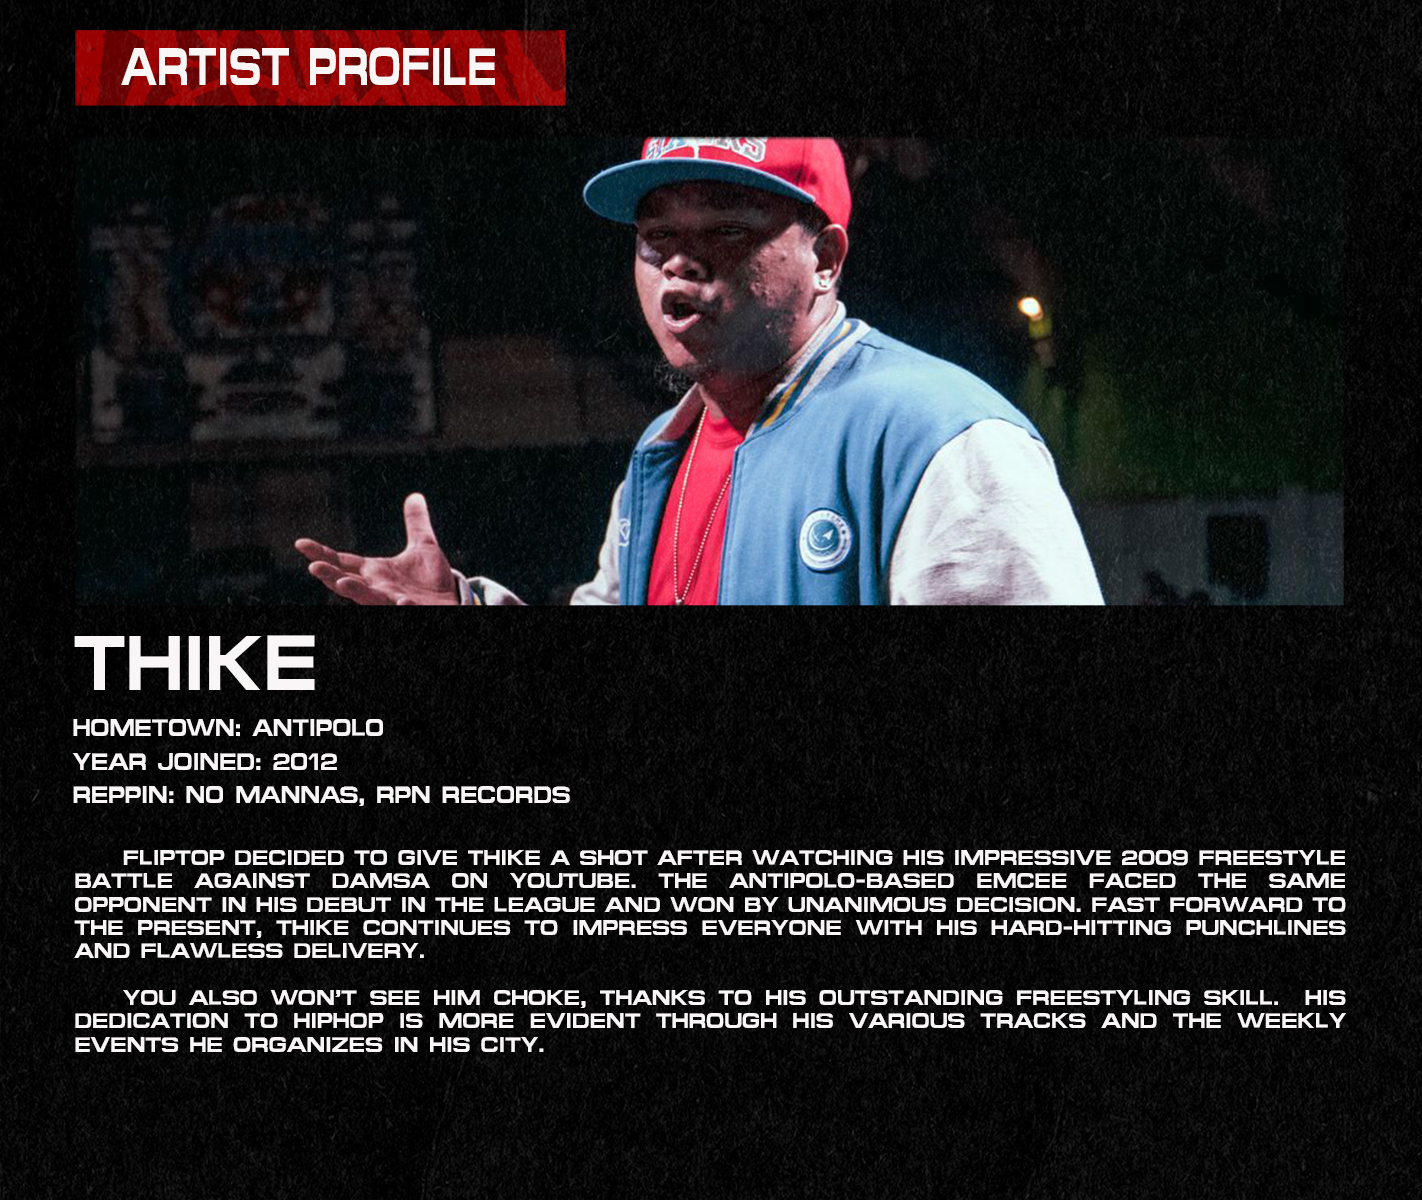 ARTIST PROFILE
THIKE
HOMETOWN: ANTIPOLO
YEAR JOINED: 2012
REPPIN: NO MANNAS, RPN RECORDS
FLIPTOP DECIDED TO GIVE THIKE A SHOT AFTER WATCHING HIS IMPRESSIVE 2009 FREESTYLE
BATTLE AGAINST DAMSA ON YOUTUBE. THE ANTIPOLO-BASED EMCEE FACED THE SAME
OPPONENT IN HIS DEBUT IN THE LEAGUE AND WON BY UNANIMOUS DECISION. FAST FORWARD TO
THE PRESENT, THIKE CONTINUES TO IMPRESS EVERYONE WITH HIS HARD-HITTING PUNCHLINES
AND FLAWLESS DELIVERY.
YOU ALSO WON'T SEE HIM CHOKE, THANKS TO HIS OUTSTANDING FREESTYLING SKILL. HIS
DEDICATION TO HIPHOP IS MORE EVIDENT THROUGH HIS VARIOUS TRACKS AND THE WEEKLY
EVENTS HE ORGANIZES IN HIS CITY.